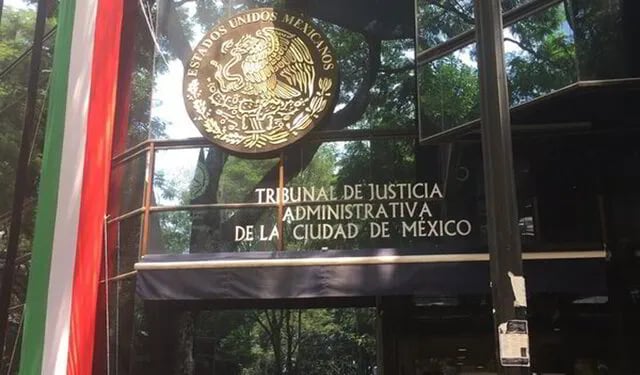 ESTADOS UNIDOS MEXICANOS
TRIBUNAL DE JUSTICIA
ADMINISTRATIVA
DE LA CIUDAD DE MÉXICO